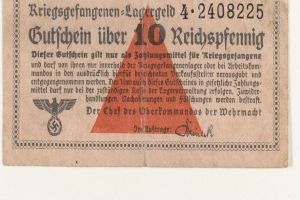 Kriegsgefangenen-Lagergeld 4·2408225
Gutschein über 10 Reichspfennig
Dieser Gutschein gilt nur als Zahlungsmittel für Kriegsgefangene
und darf von ihnen nur innerhalb der Kriegsgefangenenlager oder bei Arbeitskom-
mandos in den ausdrücklich hierfür bezeichneten Verkaufsstellen verausgabt und
entgegengenommen werden. Der Umtausch dieses Gutscheins in gesetzliche Zahlungs-
mittel darf nur bei der zuständigen Kasse der Lagerverwaltung erfolgen. Zuwider-
handlungen, Nachahmungen und Fälschungen werden bestraft.
Der Chef des Oberkommandos der Wehrmacht
Im Auftrage: